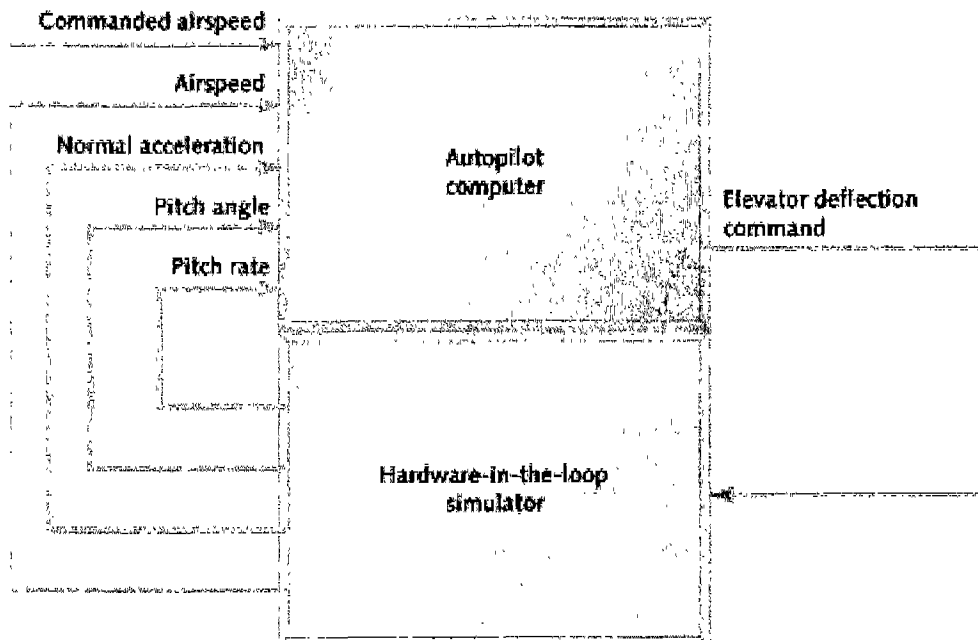 Commanded airspeed
Airspeed
Normal acceleration
Pitch angle
Pitch rate
Autopilot
computer
Elevator deflection
command
Hardware-in-the-loop
simulator